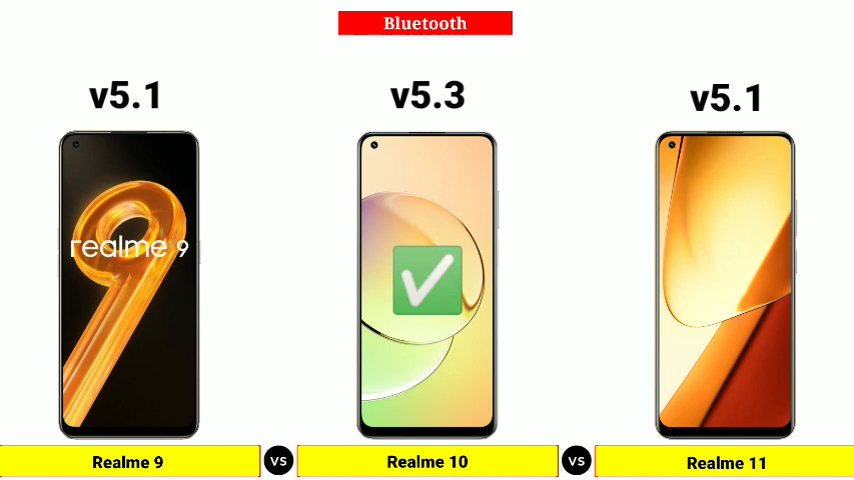 Bluetooth
v5.1
v5.3
v5.1
realme 9
Realme 9
vs
Realme 10
vs
Realme 11